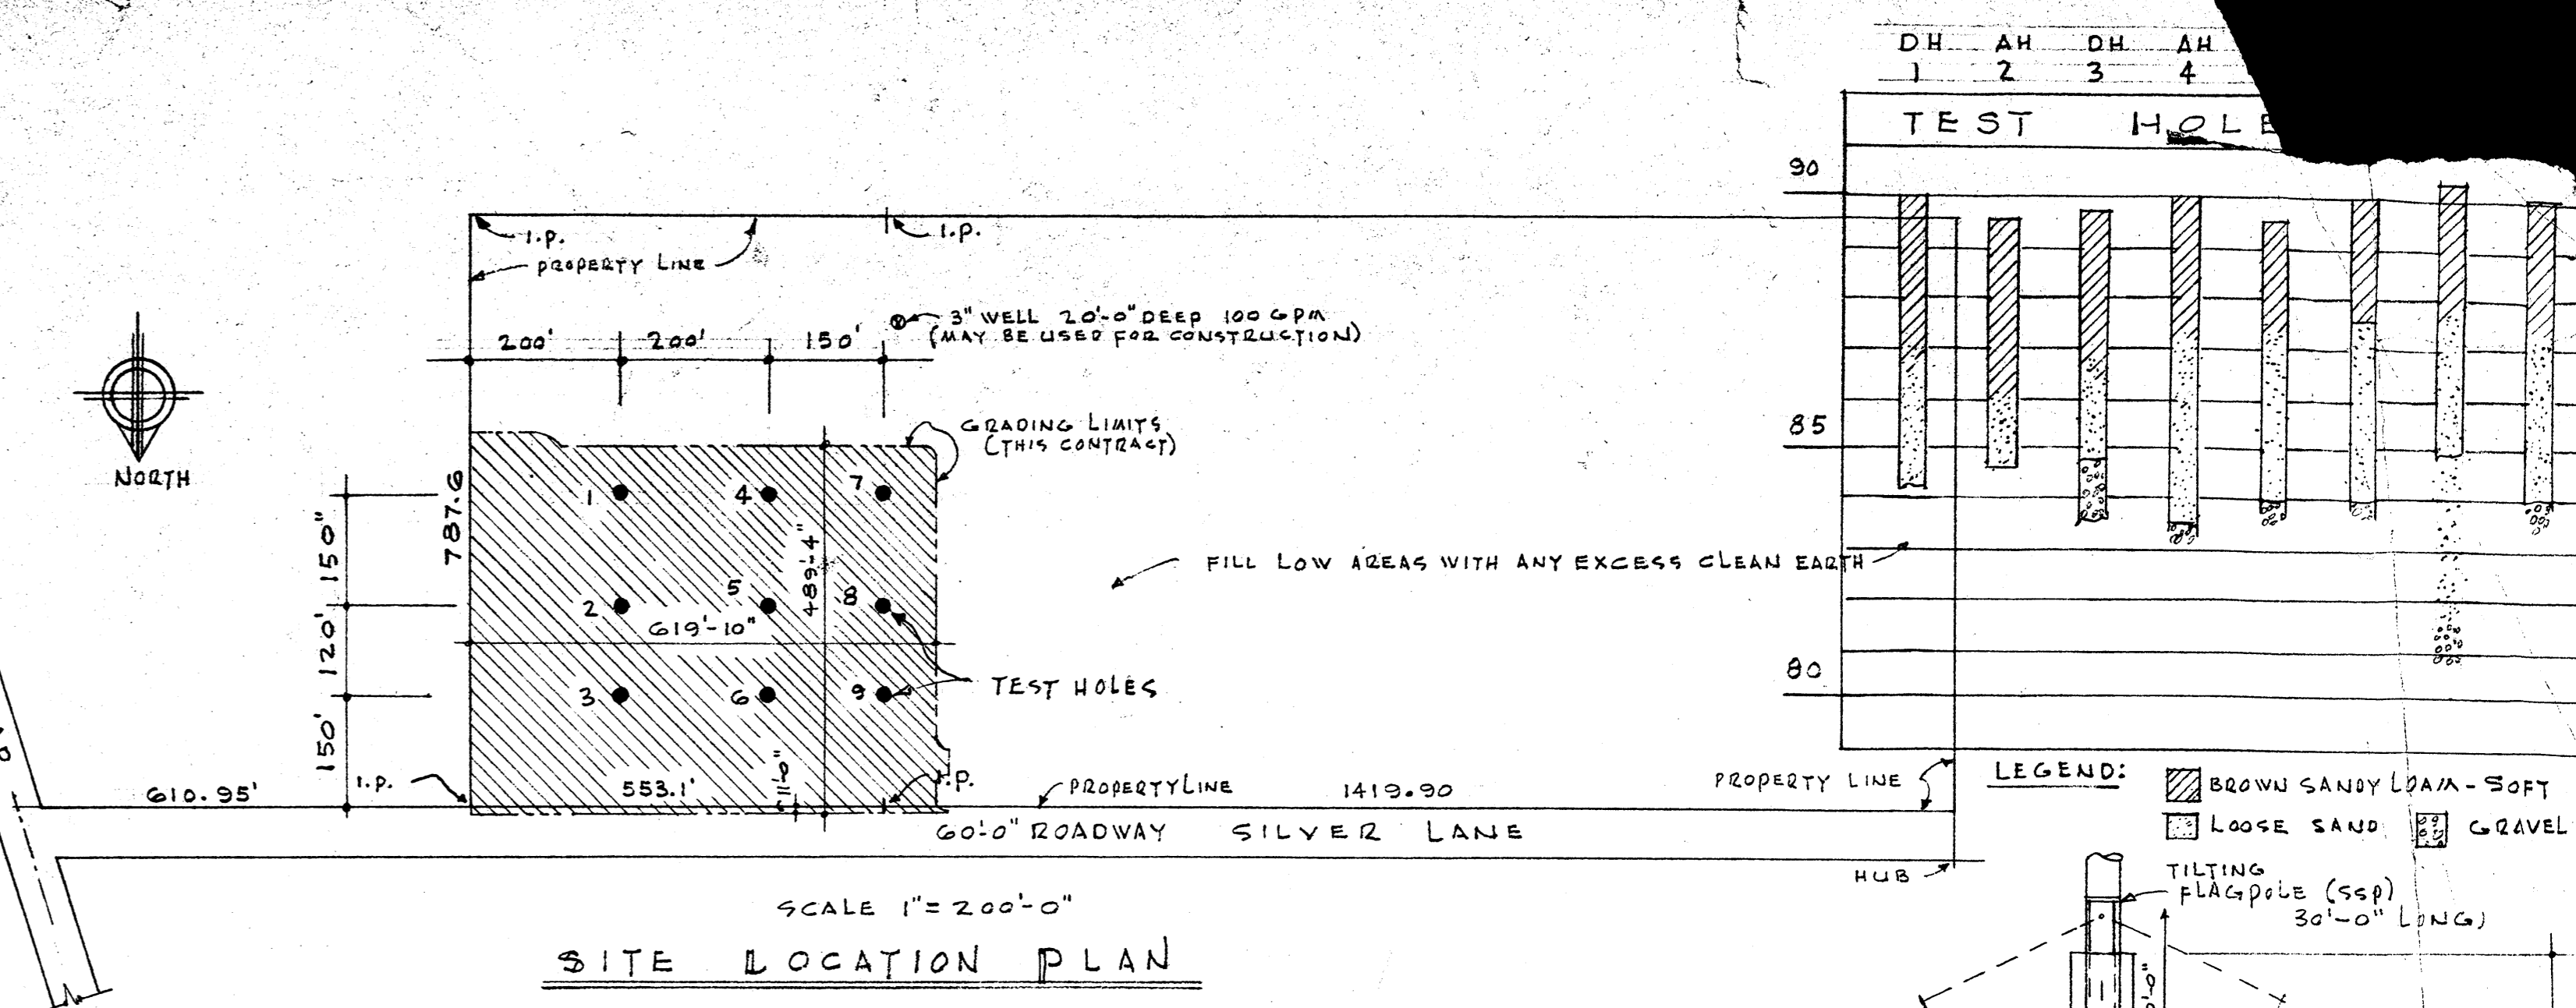 DH AH DH AH
1 2 3 4
TEST HOLE
90
85
80
I.P.
PROPERTY LINE
I.P.
3" WELL 20'-0" DEEP 100 GPM
(MAY BE USED FOR CONSTRUCTION)
200' 200' 150'
GRADING LIMITS
(THIS CONTRACT)
NORTH
787.6
150"
120'
150'
1 4 7
2 5 8
3 6 9
489'-4"
619'-10"
FILL LOW AREAS WITH ANY EXCESS CLEAN EARTH
TEST HOLES
610.95'
I.P.
553.1'
11'-0"
I.P.
PROPERTY LINE
1419.90
PROPERTY LINE
60'-0" ROADWAY SILVER LANE
HUB
SCALE 1"= 200'-0"
SITE LOCATION PLAN
LEGEND:
BROWN SANDY LOAM - SOFT
LOOSE SAND
GRAVEL
TILTING
FLAGPOLE (SSP)
30'-0" LONG)